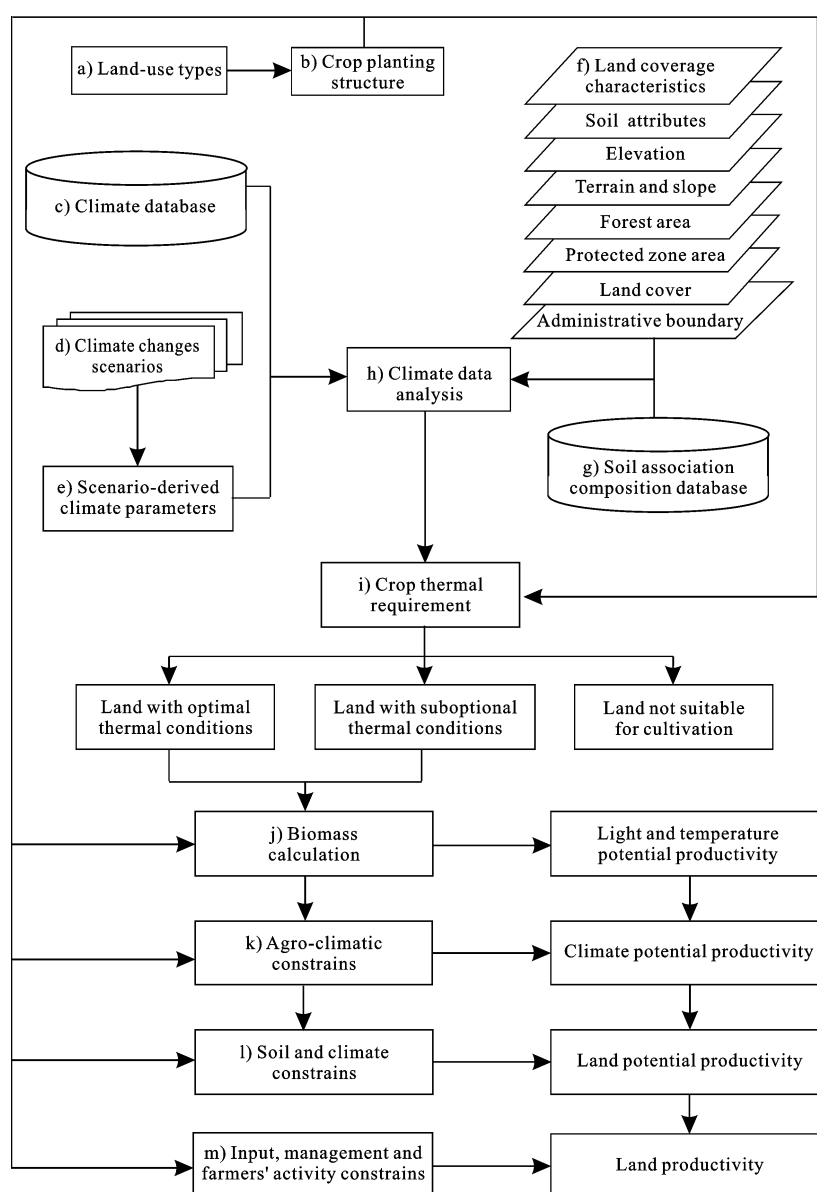 a) Land-use types
b) Crop planting
structure
f) Land coverage
characteristics
Soil attributes
Elevation
Terrain and slope
Forest area
Protected zone area
Land cover
Administrative boundary
c) Climate database
d) Climate changes
scenarios
e) Scenario-derived
climate parameters
h) Climate data
analysis
g) Soil association
composition database
i) Crop thermal
requirement
Land with optimal
thermal conditions
Land with suboptional
thermal conditions
Land not suitable
for cultivation
j) Biomass
calculation
Light and temperature
potential productivity
k) Agro-climatic
constrains
Climate potential productivity
l) Soil and climate
constrains
Land potential productivity
m) Input, management and
farmers' activity constrains
Land productivity